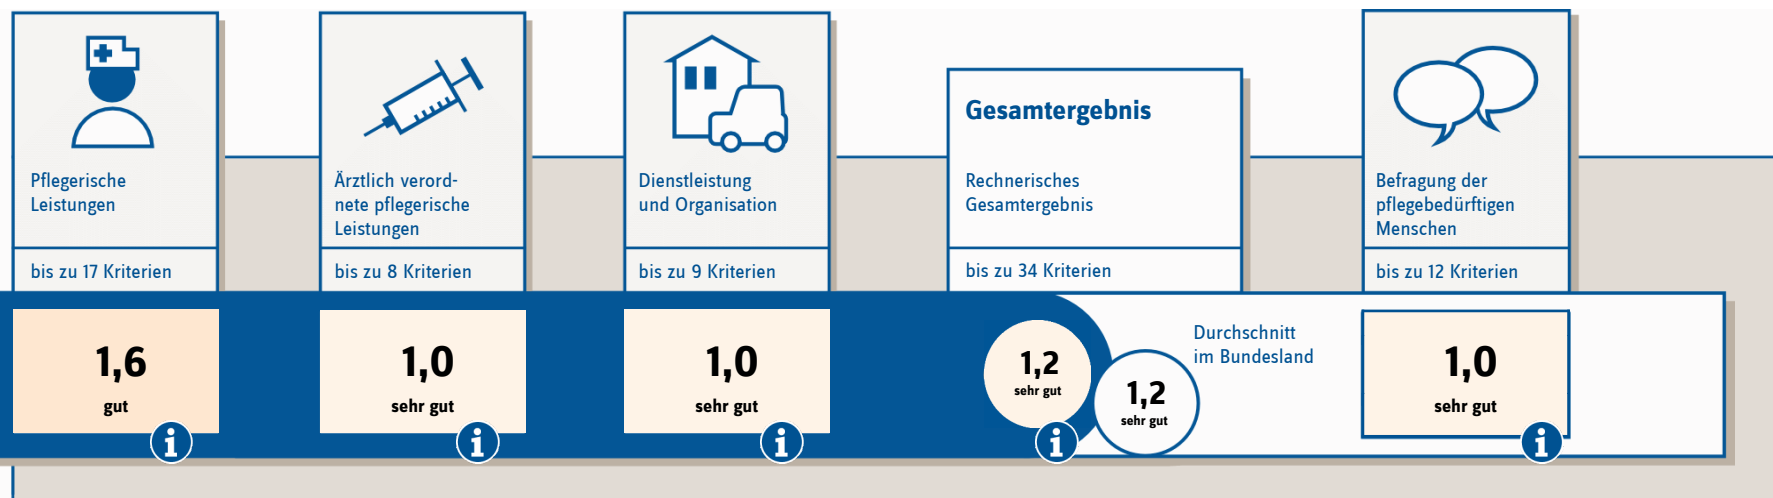 Pflegerische
Leistungen
bis zu 17 Kriterien
1,6
gut
i
Ärztlich verord-
nete pflegerische
Leistungen
bis zu 8 Kriterien
1,0
sehr gut
i
Dienstleistung
und Organisation
bis zu 9 Kriterien
1,0
sehr gut
i
Gesamtergebnis
Rechnerisches
Gesamtergebnis
bis zu 34 Kriterien
1,2
sehr gut
i
1,2
sehr gut
Durchschnitt
im Bundesland
Befragung der
pflegebedürftigen
Menschen
bis zu 12 Kriterien
1,0
sehr gut
i